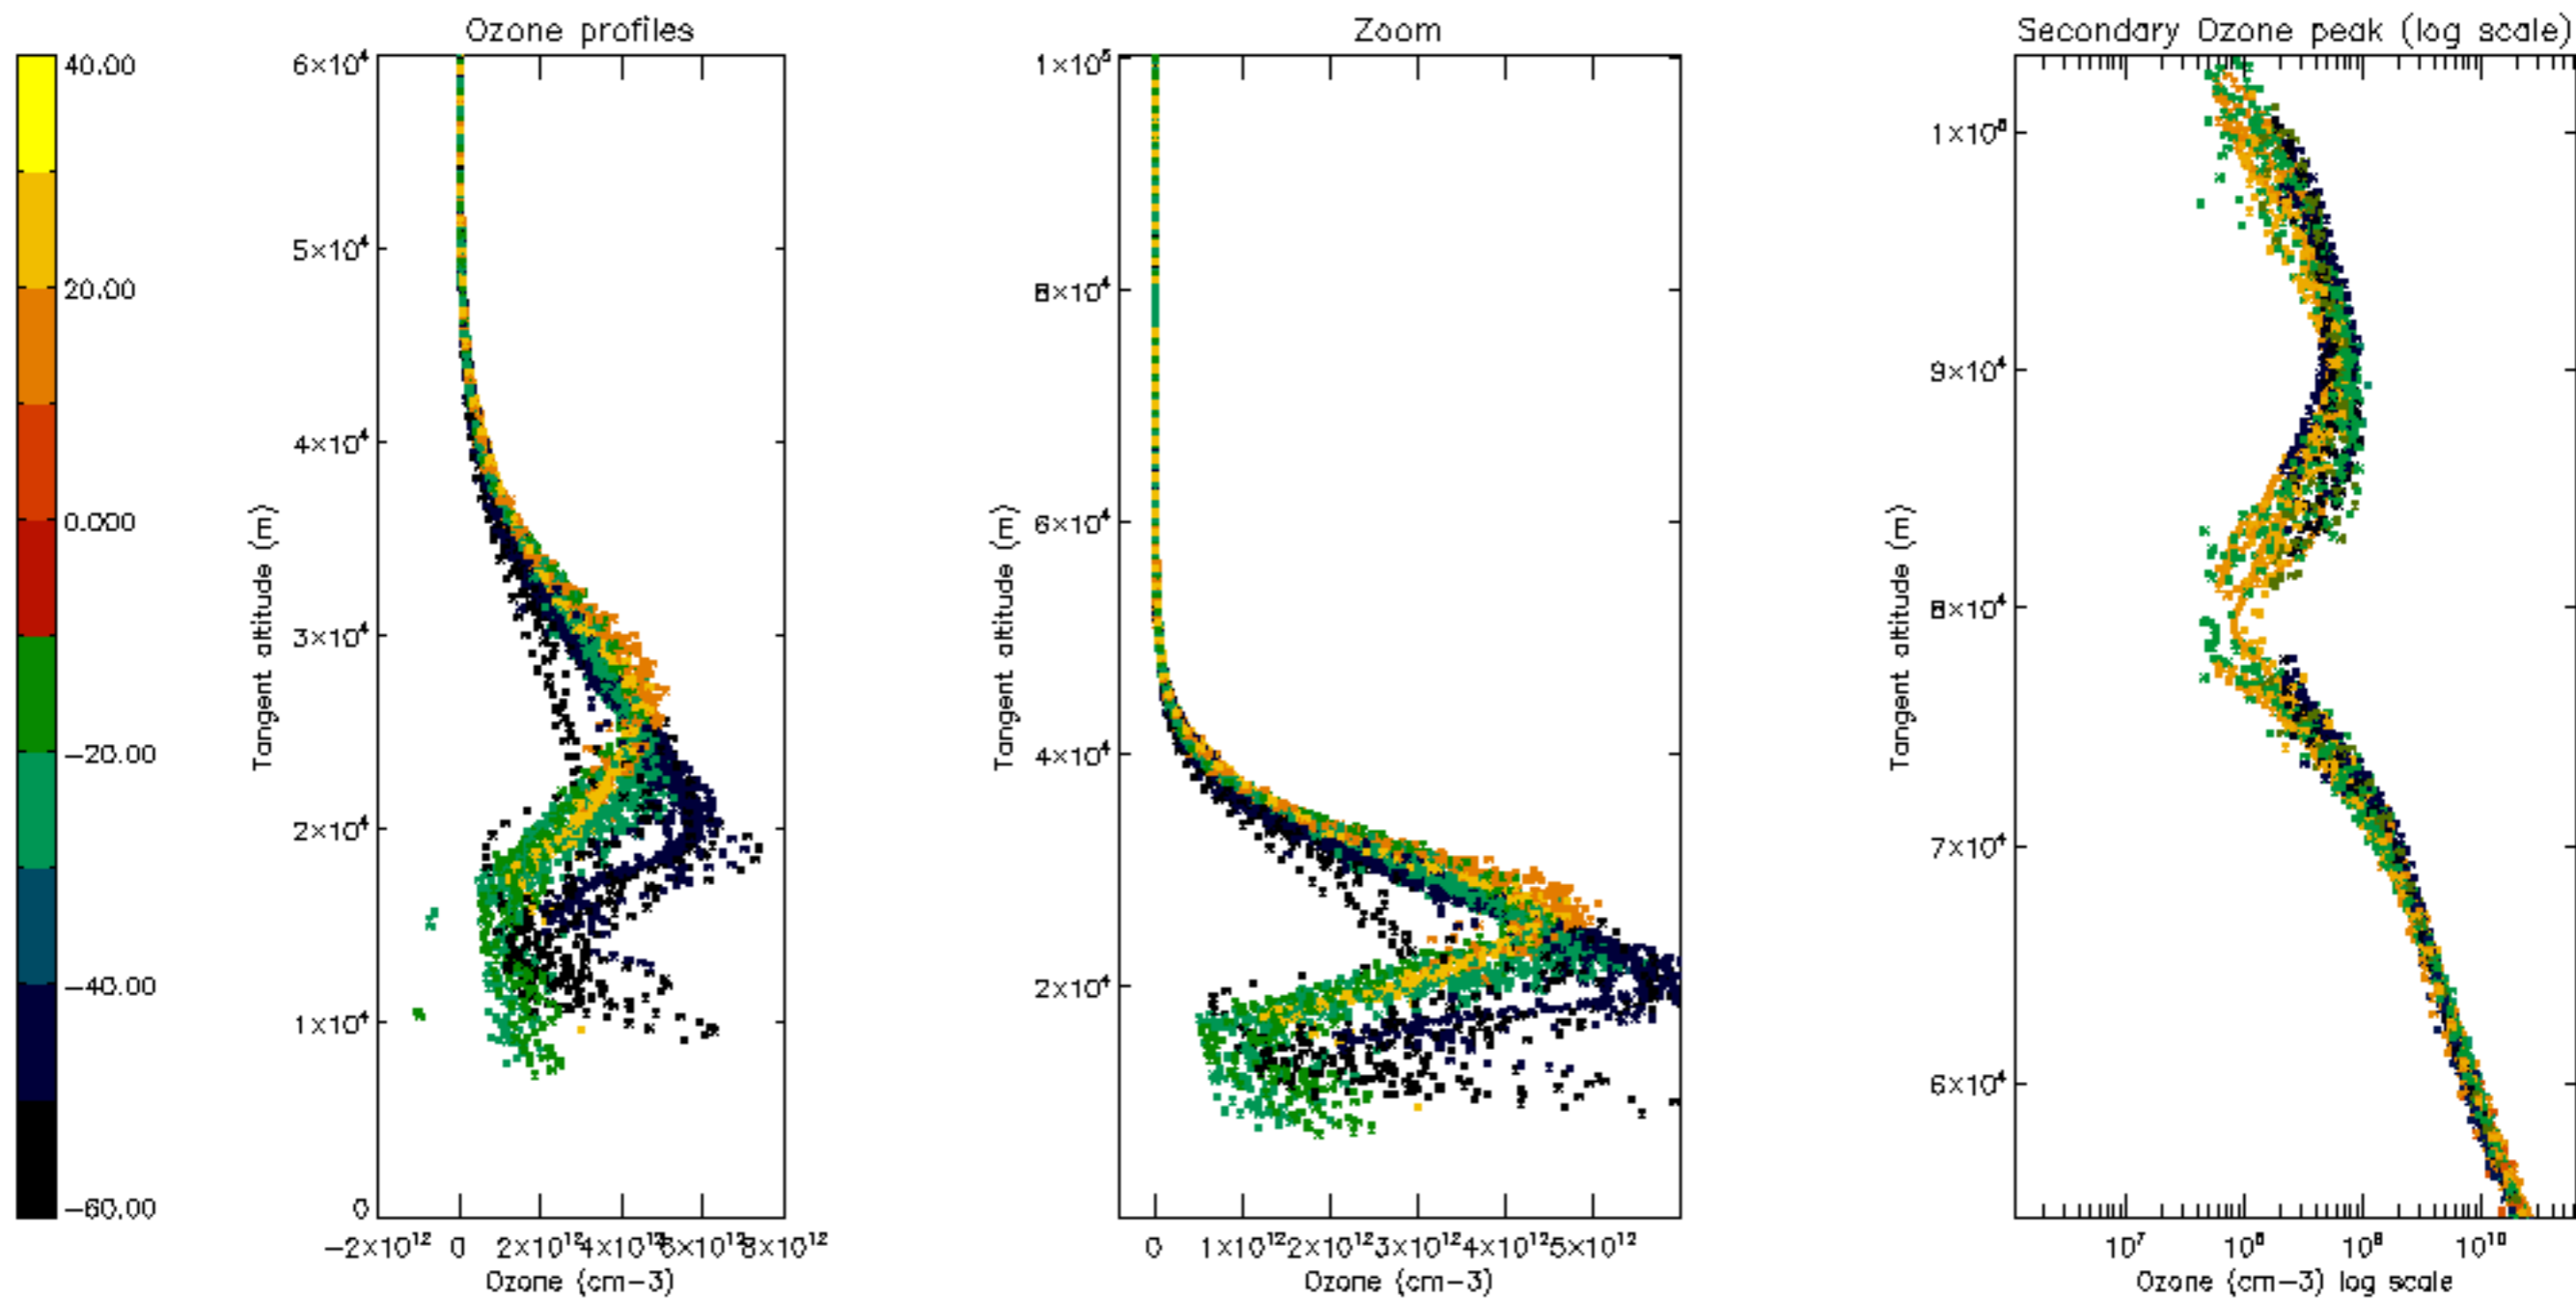 Ozone profiles
Zoom
Secondary Ozone peak (log scale)
40.00
20.00
0.000
−20.00
−40.00
−60.00
6×10⁴
5×10⁴
4×10⁴
3×10⁴
2×10⁴
1×10⁴
0
Tangent altitude (m)
−2×10¹² 0 2×10¹² 4×10¹² 6×10¹² 8×10¹²
Ozone (cm−3)
1×10⁵
8×10⁴
6×10⁴
4×10⁴
2×10⁴
Tangent altitude (m)
0 1×10¹² 2×10¹² 3×10¹² 4×10¹² 5×10¹²
Ozone (cm−3)
1×10⁵
9×10⁴
8×10⁴
7×10⁴
6×10⁴
Tangent altitude (m)
10⁷ 10⁸ 10⁹ 10¹⁰
Ozone (cm−3) log scale